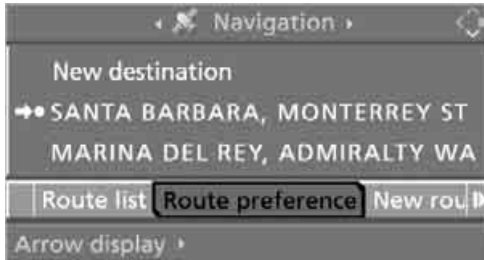 Navigation
New destination
SANTA BARBARA, MONTERREY ST
MARINA DEL REY, ADMIRALTY WA
Route list Route preference New rou
Arrow display